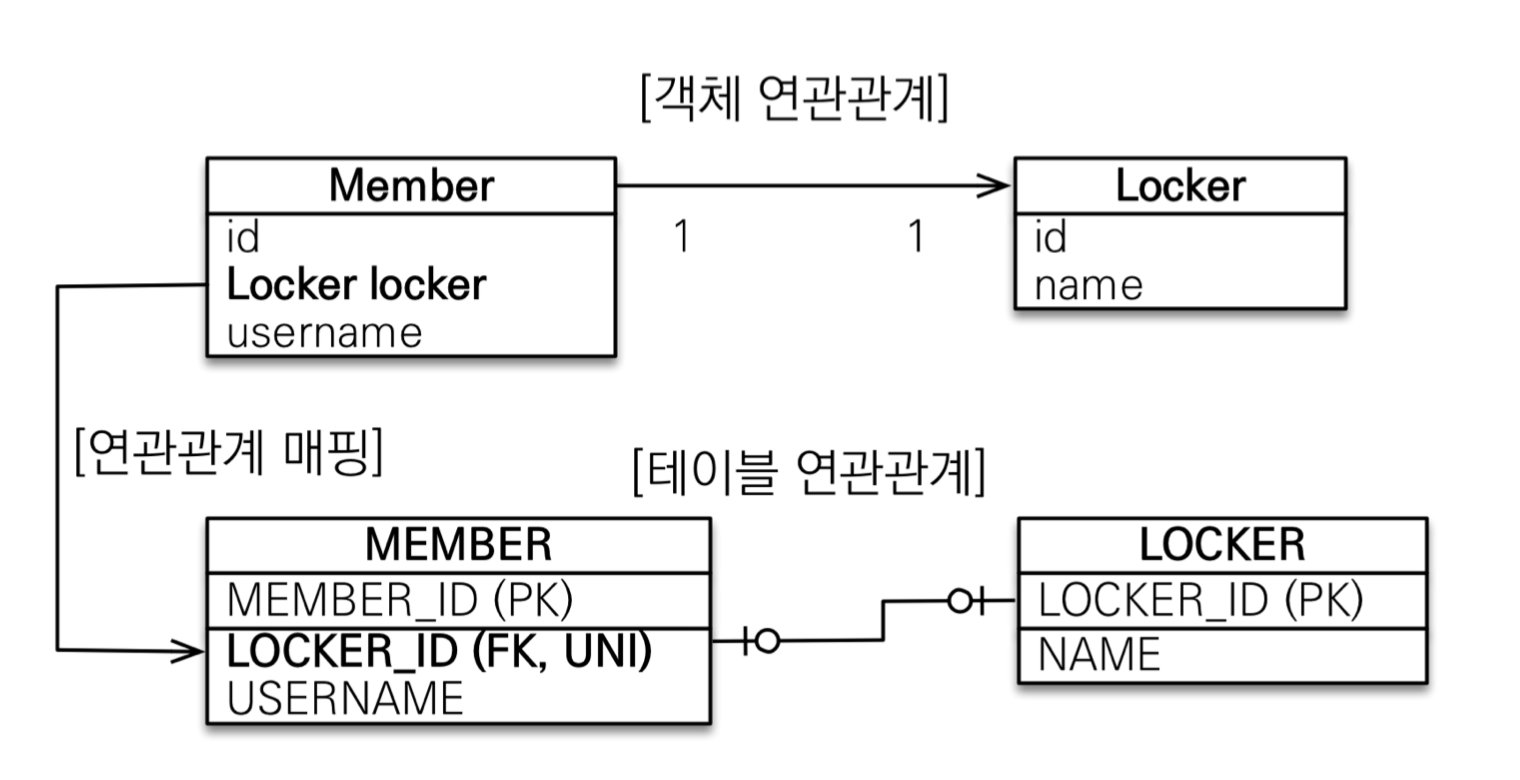 [객체 연관관계]
Member
id
Locker locker
username
1
1
Locker
id
name
[연관관계 매핑]
[테이블 연관관계]
MEMBER
MEMBER_ID (PK)
LOCKER_ID (FK, UNI)
USERNAME
LOCKER
LOCKER_ID (PK)
NAME